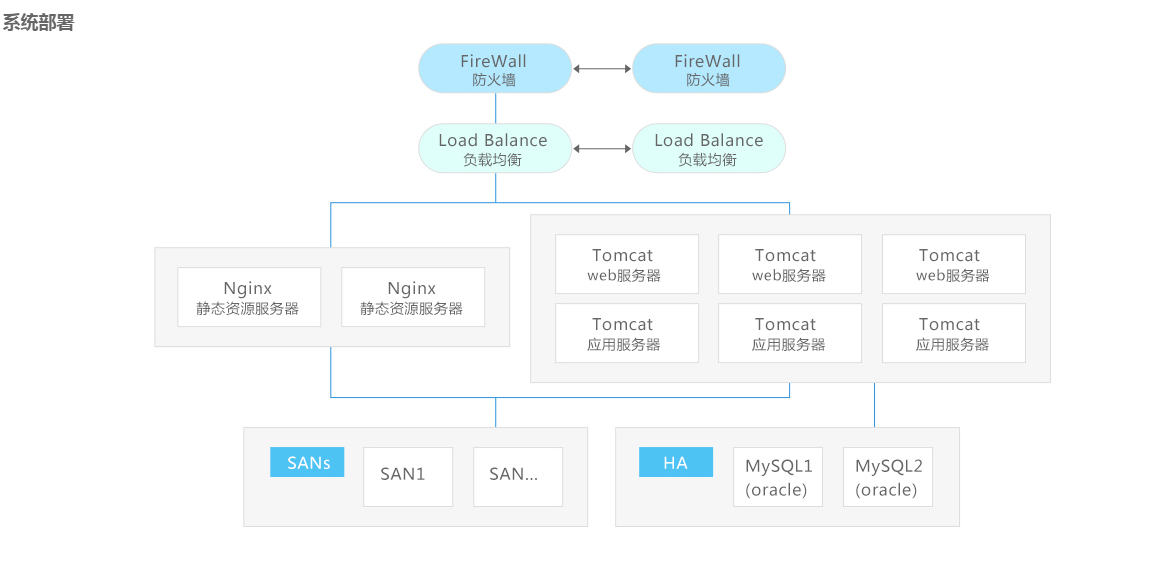 系统部署
FireWall
防火墙
FireWall
防火墙
Load Balance
负载均衡
Load Balance
负载均衡
Nginx
静态资源服务器
Nginx
静态资源服务器
Tomcat
web服务器
Tomcat
web服务器
Tomcat
web服务器
Tomcat
应用服务器
Tomcat
应用服务器
Tomcat
应用服务器
SANs
SAN1
SAN...
HA
MySQL1
(oracle)
MySQL2
(oracle)